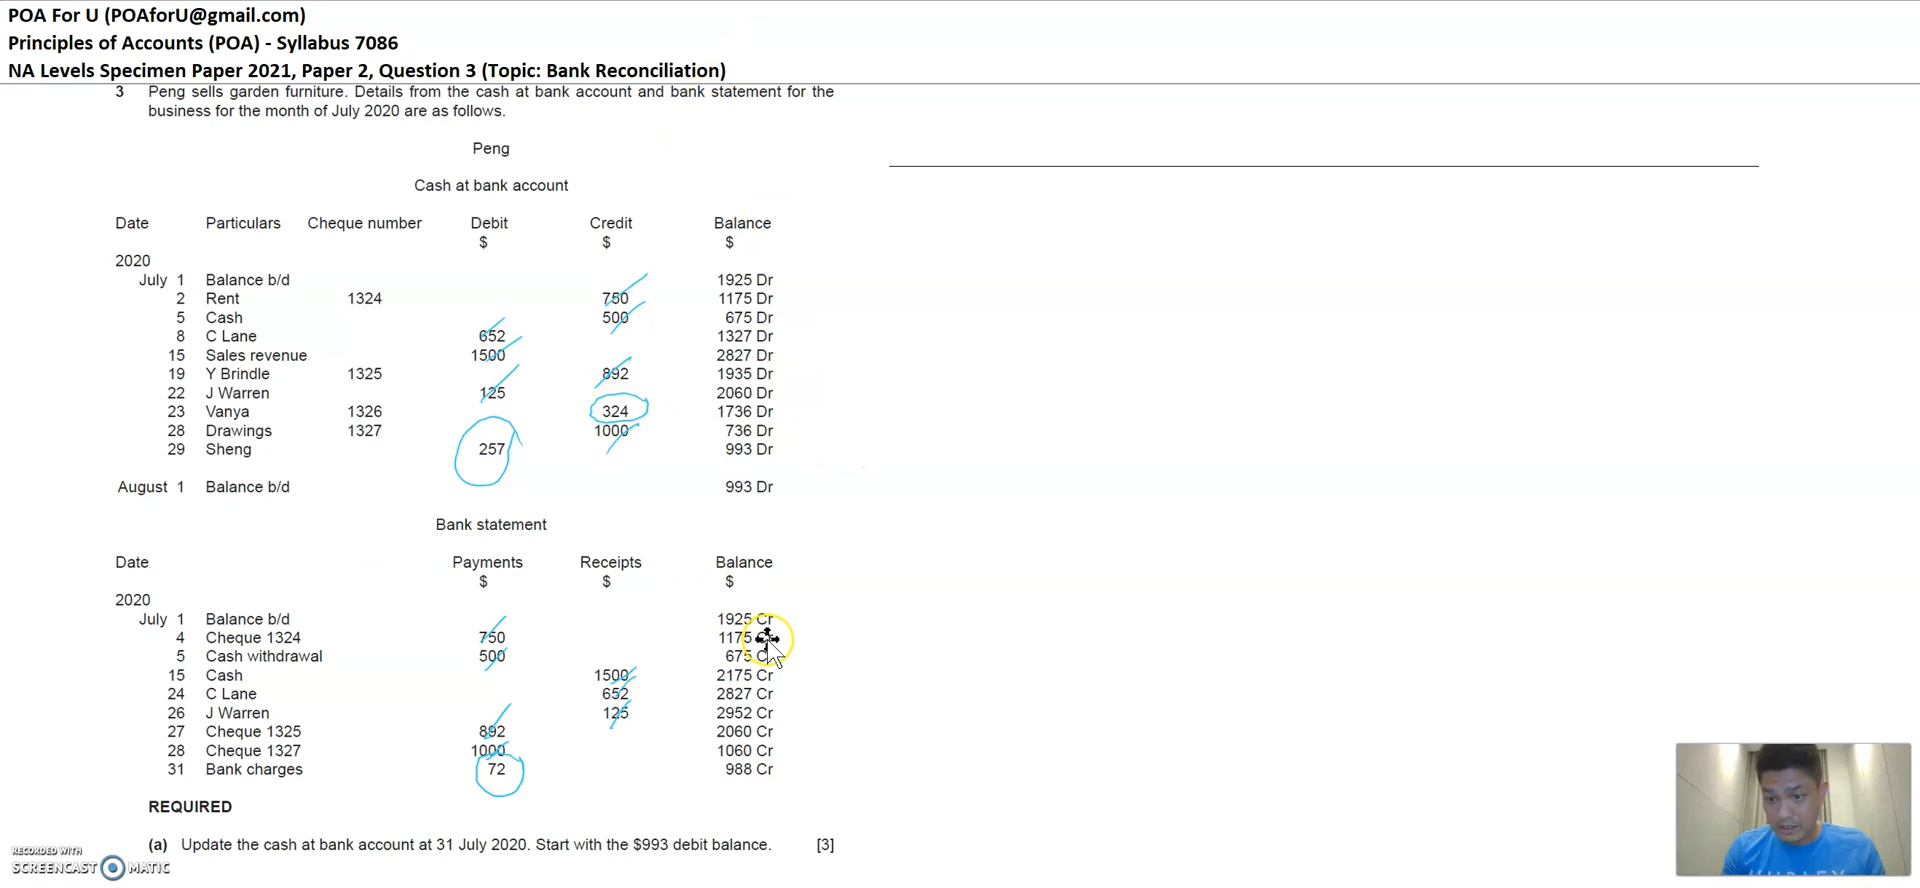 POA For U (POAforU@gmail.com)
Principles of Accounts (POA) - Syllabus 7086
NA Levels Specimen Paper 2021, Paper 2, Question 3 (Topic: Bank Reconciliation)
3 Peng sells garden furniture. Details from the cash at bank account and bank statement for the
business for the month of July 2020 are as follows.
Peng
Cash at bank account
Date Particulars Cheque number Debit Credit Balance
$ $ $
2020
July 1 Balance b/d 1925 Dr
2 Rent 1324 750 1175 Dr
5 Cash 500 675 Dr
8 C Lane 652 1327 Dr
15 Sales revenue 1500 2827 Dr
19 Y Brindle 1325 892 1935 Dr
22 J Warren 125 2060 Dr
23 Vanya 1326 324 1736 Dr
28 Drawings 1327 1000 736 Dr
29 Sheng 257 993 Dr
August 1 Balance b/d 993 Dr
Bank statement
Date Payments Receipts Balance
$ $ $
2020
July 1 Balance b/d 1925 Cr
4 Cheque 1324 750 1175
5 Cash withdrawal 500 675
15 Cash 1500 2175 Cr
24 C Lane 652 2827 Cr
26 J Warren 125 2952 Cr
27 Cheque 1325 892 2060 Cr
28 Cheque 1327 1000 1060 Cr
31 Bank charges 72 988 Cr
REQUIRED
(a) Update the cash at bank account at 31 July 2020. Start with the $993 debit balance. [3]
RECORDED WITH
SCREENCAST MATIC